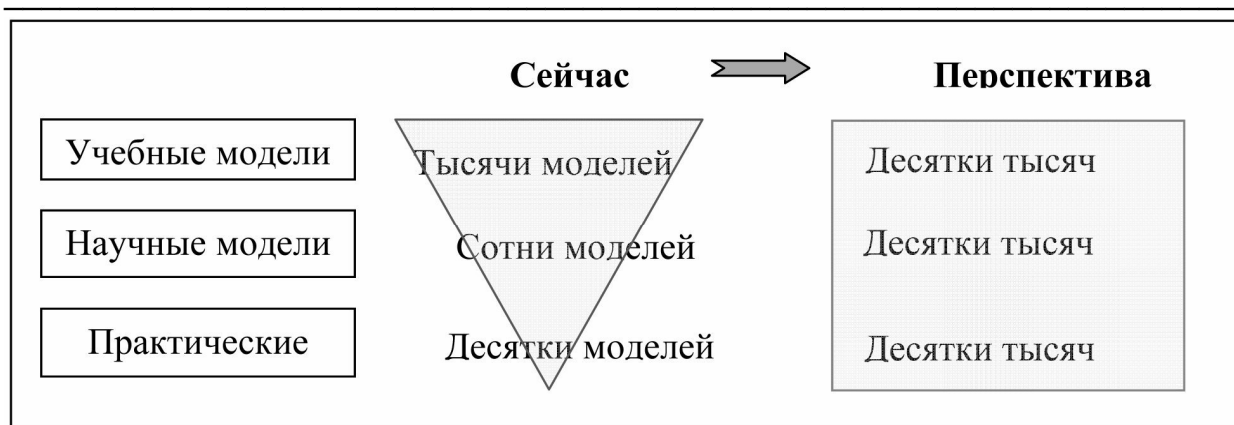 Сейчас Перспектива
Учебные модели Тысячи моделей Десятки тысяч
Научные модели Сотни моделей Десятки тысяч
Практические Десятки моделей Десятки тысяч